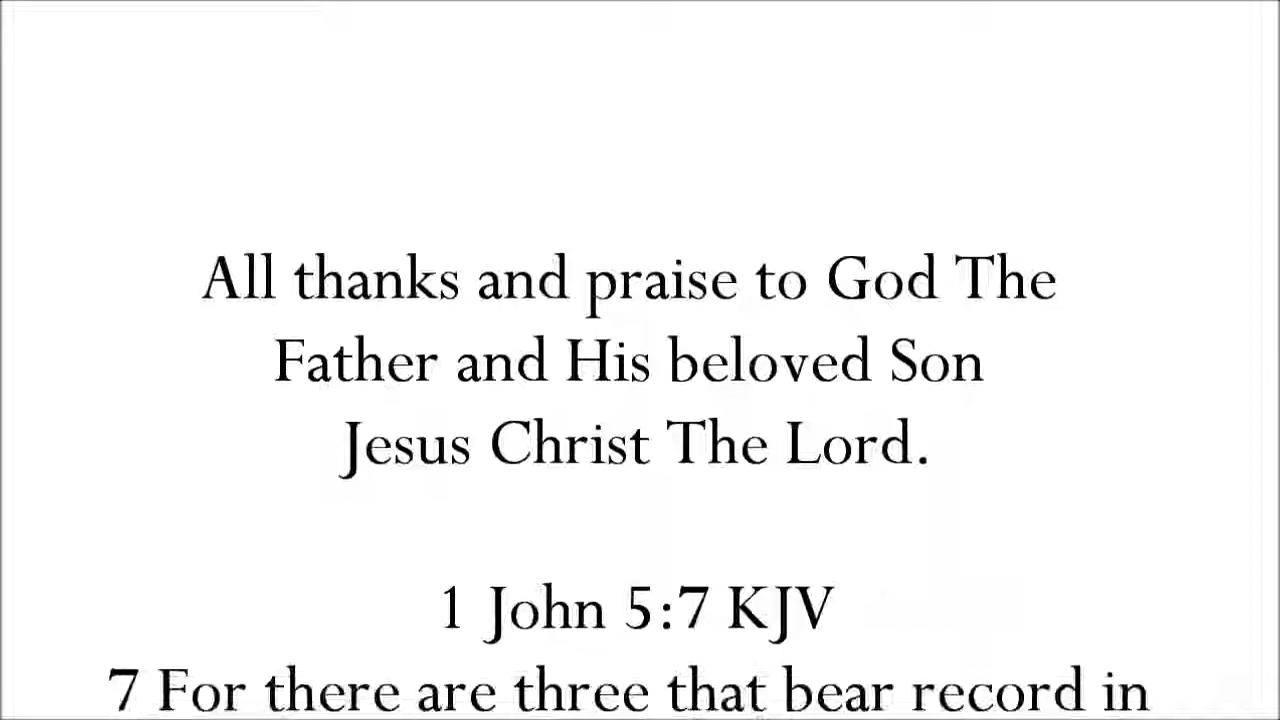 All thanks and praise to God The
Father and His beloved Son
Jesus Christ The Lord.
1 John 5:7 KJV
7 For there are three that bear record in